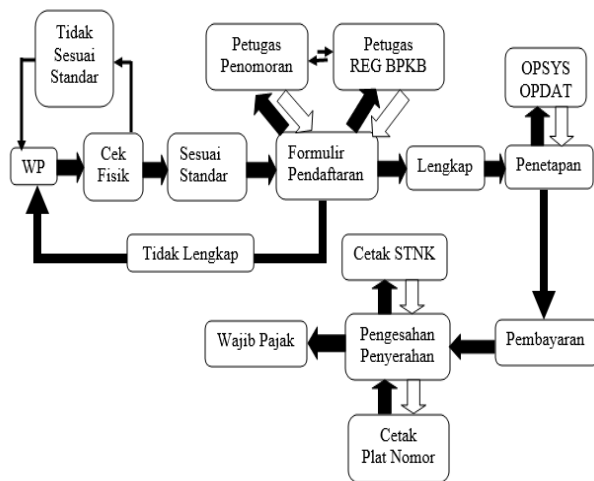 Tidak
Sesuai
Standar
Petugas
Penomoran
Petugas
REG BPKB
OPSYS
OPDAT
WP
Cek
Fisik
Sesuai
Standar
Formulir
Pendaftaran
Lengkap
Penetapan
Tidak Lengkap
Cetak STNK
Wajib Pajak
Pengesahan
Penyerahan
Pembayaran
Cetak
Plat Nomor